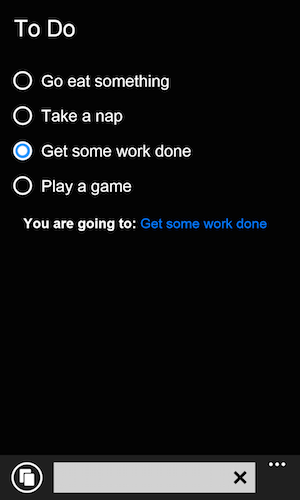 To Do
Go eat something
Take a nap
Get some work done
Play a game
You are going to: Get some work done